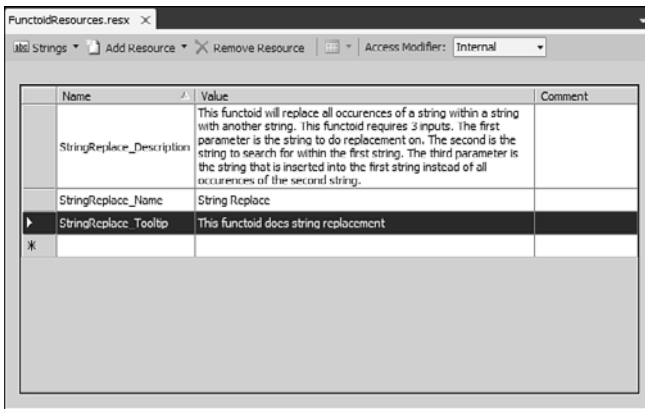 FunctoidResources.resx
abc Strings Add Resource Remove Resource Access Modifier: Internal
Name Value Comment
This functoid will replace all occurences of a string within a string
with another string. This functoid requires 3 inputs. The first
parameter is the string to do replacement on. The second is the
StringReplace_Description
string to search for within the first string. The third parameter is
the string that is inserted into the first string instead of all
occurences of the second string.
StringReplace_Name String Replace
StringReplace_Tooltip This functoid does string replacement